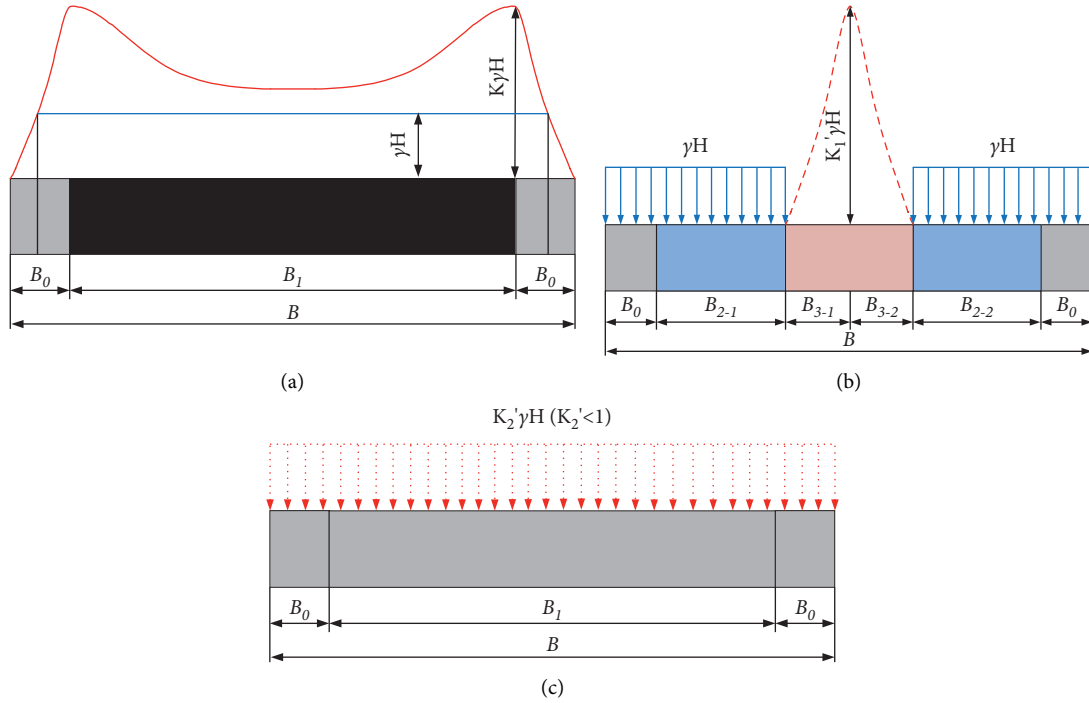 KγH
γH
B₀
B₁
B₀
B
(a)
γH
K₁'γH
γH
B₀
B₂₋₁
B₃₋₁
B₃₋₂
B₂₋₂
B₀
B
(b)
K₂'γH (K₂'<1)
B₀
B₁
B₀
B
(c)